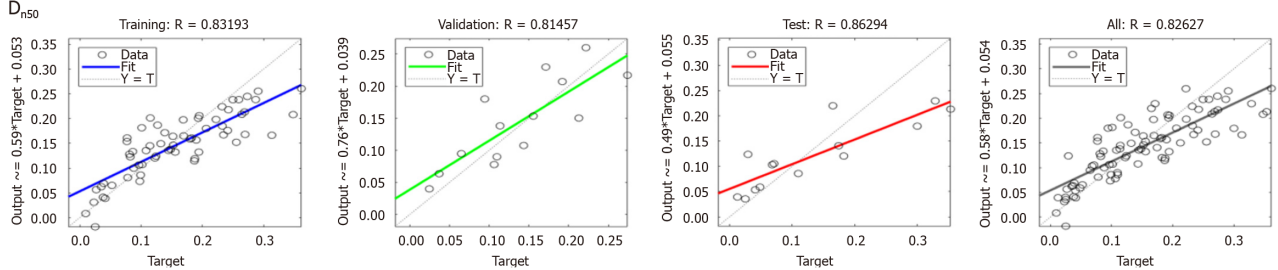 Dn50
Training: R = 0.83193
Output ~= 0.59*Target + 0.053
0.35
0.30
0.25
0.20
0.15
0.10
0.05
0.00
Data
Fit
Y = T
0.0 0.1 0.2 0.3
Target
Validation: R = 0.81457
Output ~= 0.76*Target + 0.039
0.25
0.20
0.15
0.10
0.05
0.00
Data
Fit
Y = T
0.00 0.05 0.10 0.15 0.20 0.25
Target
Test: R = 0.86294
Output ~= 0.49*Target + 0.055
0.35
0.30
0.25
0.20
0.15
0.10
0.05
0.00
Data
Fit
Y = T
0.0 0.1 0.2 0.3
Target
All: R = 0.82627
Output ~= 0.58*Target + 0.054
0.35
0.30
0.25
0.20
0.15
0.10
0.05
0.00
Data
Fit
Y = T
0.0 0.1 0.2 0.3
Target